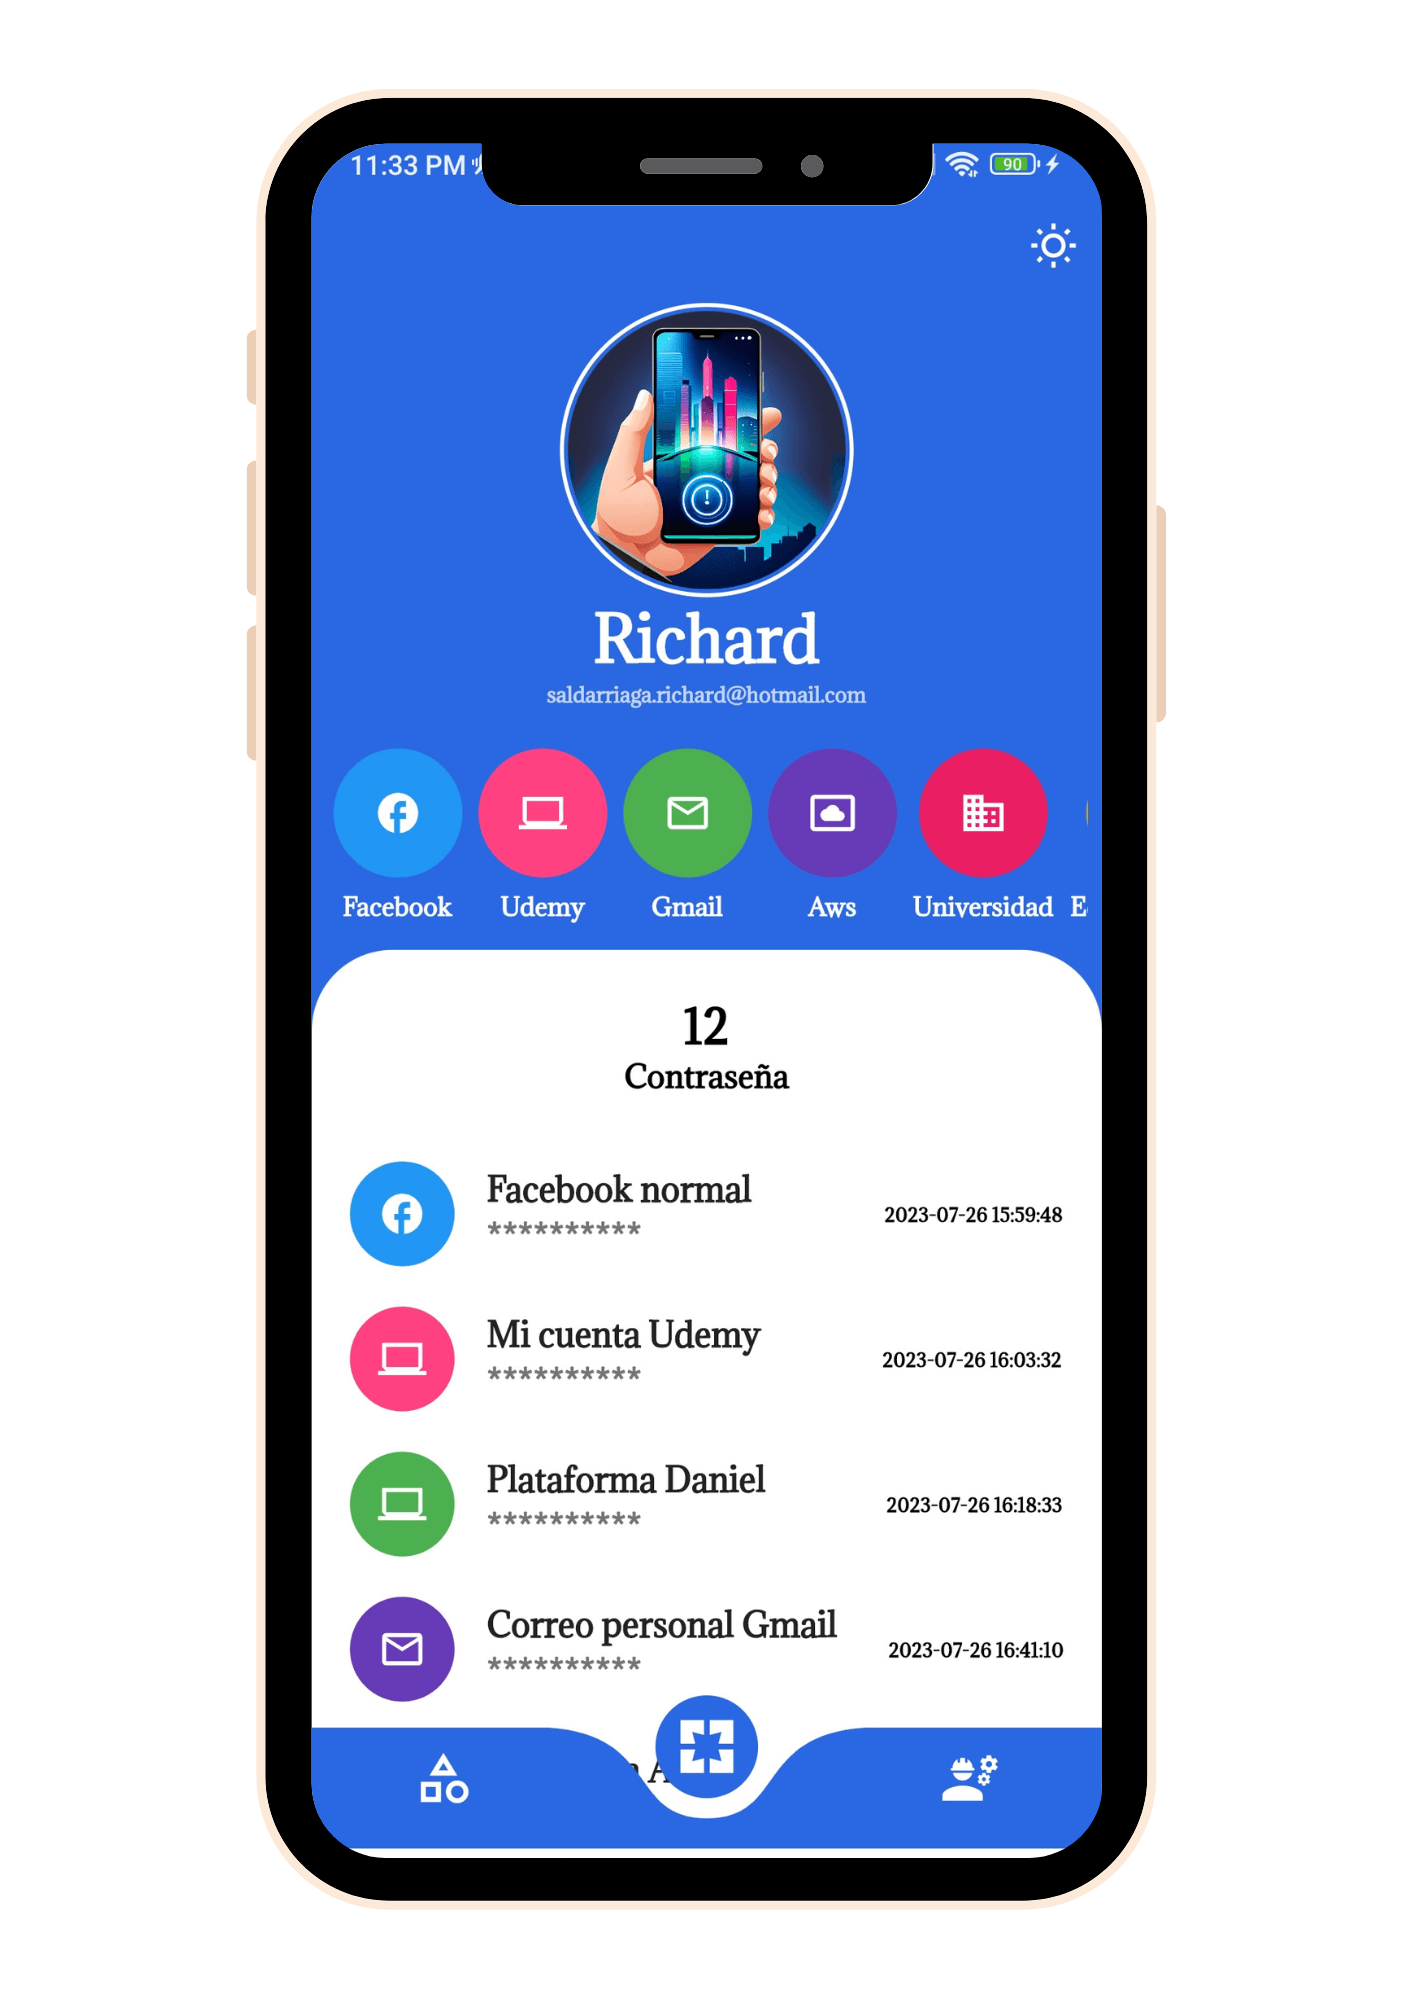 11:33 PM
90
Richard
saldarriaga.richard@hotmail.com
Facebook
Udemy
Gmail
Aws
Universidad
E
12
Contraseña
Facebook normal
**********
2023-07-26 15:59:48
Mi cuenta Udemy
**********
2023-07-26 16:03:32
Plataforma Daniel
**********
2023-07-26 16:18:33
Correo personal Gmail
**********
2023-07-26 16:41:10
A